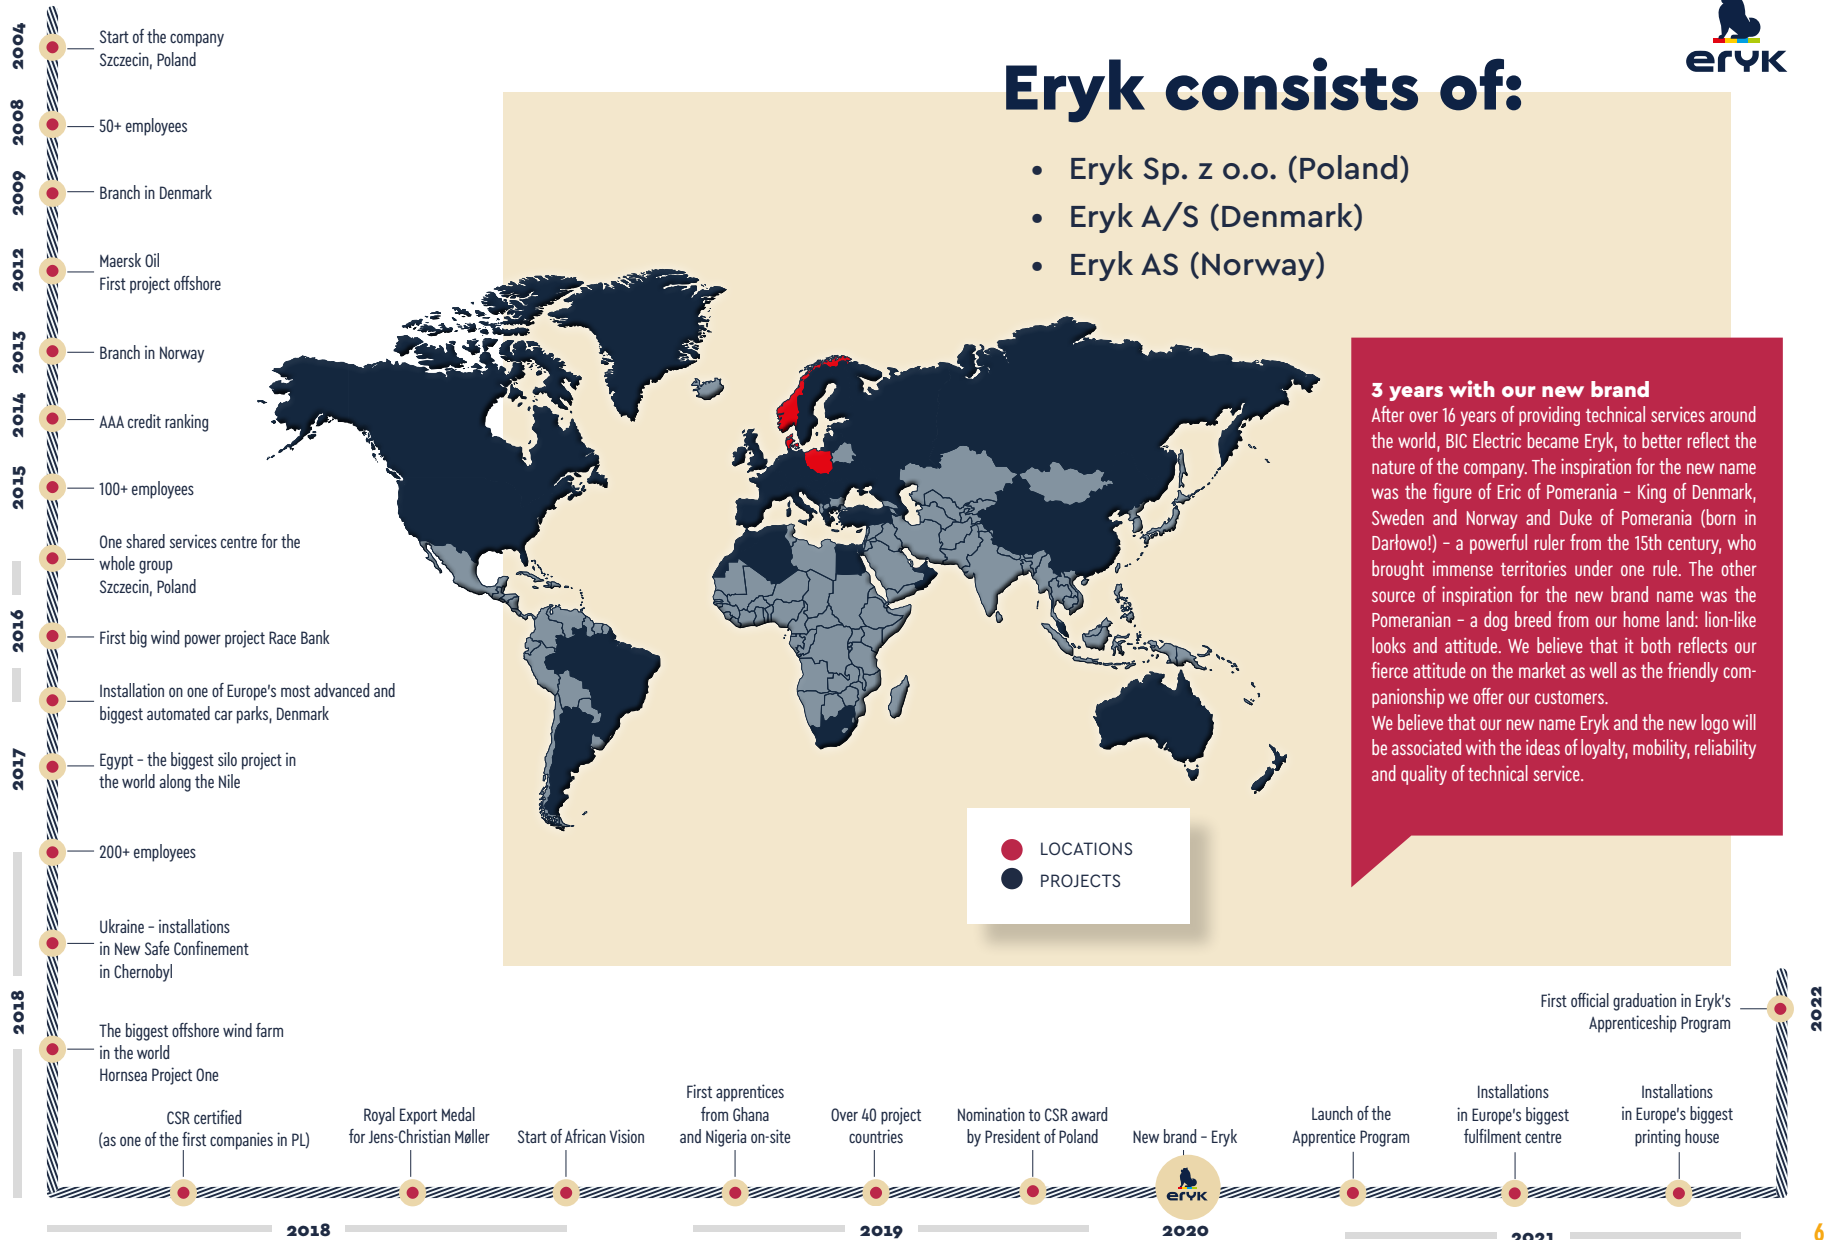 eryk
Eryk consists of:
• Eryk Sp. z o.o. (Poland)
• Eryk A/S (Denmark)
• Eryk AS (Norway)
2004
Start of the company
Szczecin, Poland
2008
50+ employees
2009
Branch in Denmark
2012
Maersk Oil
First project offshore
2013
Branch in Norway
2014
AAA credit ranking
2015
100+ employees
One shared services centre for the
whole group
Szczecin, Poland
2016
First big wind power project Race Bank
Installation on one of Europe's most advanced and
biggest automated car parks, Denmark
2017
Egypt – the biggest silo project in
the world along the Nile
200+ employees
Ukraine – installations
in New Safe Confinement
in Chernobyl
2018
The biggest offshore wind farm
in the world
Hornsea Project One
LOCATIONS
PROJECTS
3 years with our new brand
After over 16 years of providing technical services around
the world, BIC Electric became Eryk, to better reflect the
nature of the company. The inspiration for the new name
was the figure of Eric of Pomerania – King of Denmark,
Sweden and Norway and Duke of Pomerania (born in
Darłowo!) – a powerful ruler from the 15th century, who
brought immense territories under one rule. The other
source of inspiration for the new brand name was the
Pomeranian – a dog breed from our home land: lion-like
looks and attitude. We believe that it both reflects our
fierce attitude on the market as well as the friendly com-
panionship we offer our customers.
We believe that our new name Eryk and the new logo will
be associated with the ideas of loyalty, mobility, reliability
and quality of technical service.
CSR certified
(as one of the first companies in PL)
Royal Export Medal
for Jens-Christian Møller
Start of African Vision
2018
First apprentices
from Ghana
and Nigeria on-site
Over 40 project
countries
Nomination to CSR award
by President of Poland
2019
New brand – Eryk
eryk
2020
Launch of the
Apprentice Program
Installations
in Europe's biggest
fulfilment centre
Installations
in Europe's biggest
printing house
2021
First official graduation in Eryk's
Apprenticeship Program
2022
6